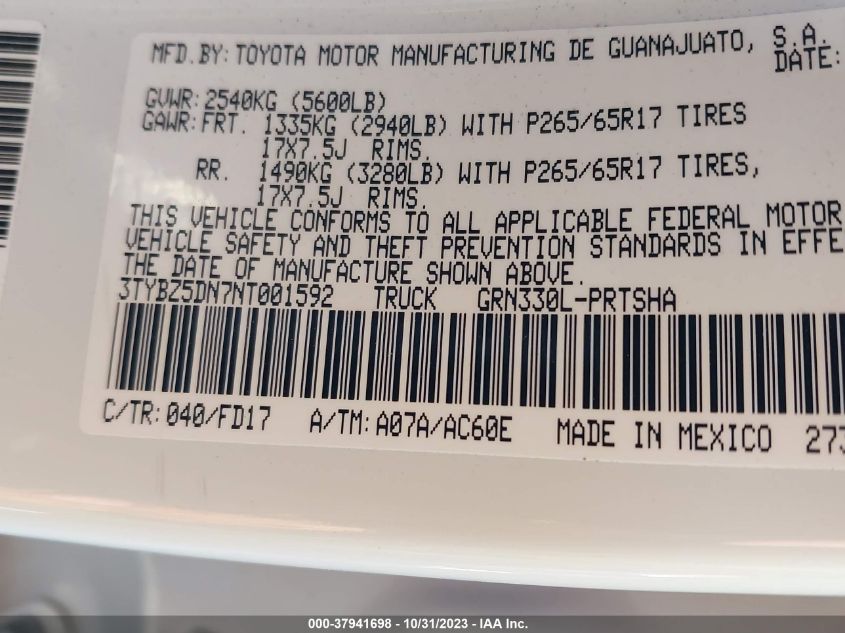 MFD.BY: TOYOTA MOTOR MANUFACTURING DE GUANAJUATO, S.A.
DATE:
GVWR: 2540KG (5600LB)
GAWR: FRT. 1335KG (2940LB) WITH P265/65R17 TIRES
17X7.5J RIMS.
RR. 1490KG (3280LB) WITH P265/65R17 TIRES,
17X7.5J RIMS.
THIS VEHICLE CONFORMS TO ALL APPLICABLE FEDERAL MOTOR
VEHICLE SAFETY AND THEFT PREVENTION STANDARDS IN EFFE
THE DATE OF MANUFACTURE SHOWN ABOVE.
3TYBZ5DN7NT001592 TRUCK GRN330L-PRTSHA
C/TR: 040/FD17 A/TM: A07A/AC60E MADE IN MEXICO 273
000-37941698 - 10/31/2023 - IAA Inc.